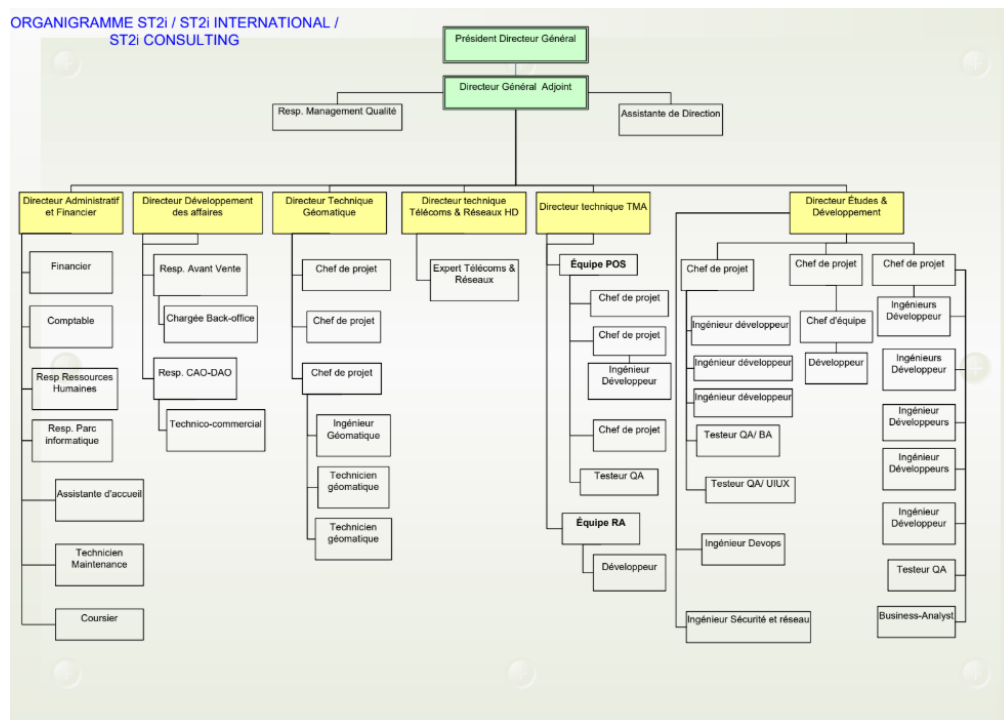 ORGANIGRAMME ST2i / ST2i INTERNATIONAL /
ST2i CONSULTING
Président Directeur Général
Directeur Général Adjoint
Resp. Management Qualité
Assistante de Direction
Directeur Administratif
et Financier
Financier
Comptable
Resp Ressources
Humaines
Resp. Parc
informatique
Assistante d'accueil
Technicien
Maintenance
Coursier
Directeur Développement
des affaires
Resp. Avant Vente
Chargée Back-office
Resp. CAO-DAO
Technico-commercial
Directeur Technique
Géomatique
Chef de projet
Chef de projet
Chef de projet
Ingénieur
Géomatique
Technicien
géomatique
Technicien
géomatique
Directeur technique
Télécoms & Réseaux HD
Expert Télécoms &
Réseaux
Directeur technique TMA
Équipe POS
Chef de projet
Chef de projet
Ingénieur
Développeur
Chef de projet
Testeur QA
Équipe RA
Développeur
Directeur Études &
Développement
Chef de projet
Ingénieur développeur
Ingénieur développeur
Ingénieur développeur
Testeur QA/ BA
Testeur QA/ UIUX
Ingénieur Devops
Ingénieur Sécurité et réseau
Chef de projet
Chef d'équipe
Développeur
Chef de projet
Ingénieurs
Développeur
Ingénieurs
Développeur
Ingénieur
Développeurs
Ingénieur
Développeurs
Ingénieur
Développeur
Testeur QA
Business-Analyst